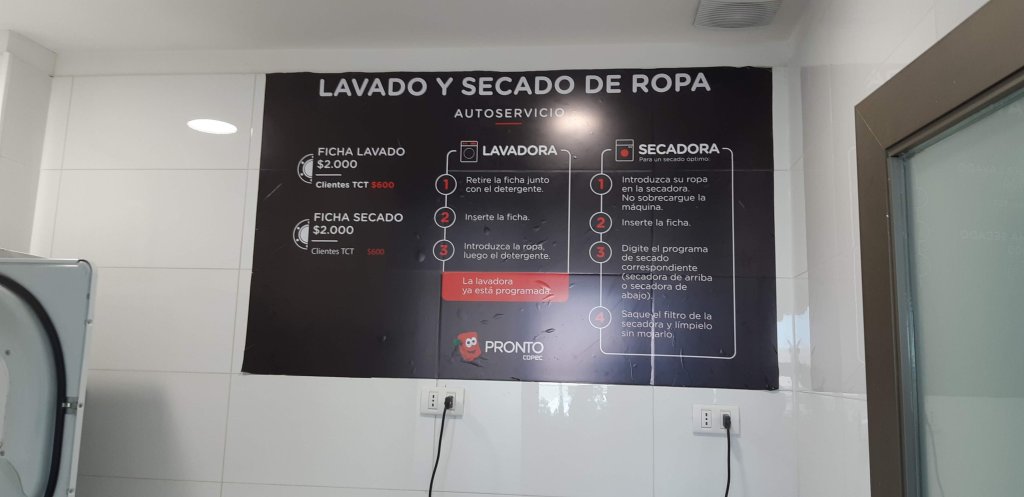 LAVADO Y SECADO DE ROPA
AUTOSERVICIO
FICHA LAVADO
$2.000
Clientes TCT $600
FICHA SECADO
$2.000
Clientes TCT $600
LAVADORA
1 Retire la ficha junto
con el detergente.
2 Inserte la ficha.
3 Introduzca la ropa,
luego el detergente.
La lavadora
ya está programada.
SECADORA
Para un secado óptimo.
1 Introduzca su ropa
en la secadora.
No sobrecargue la
máquina.
2 Inserte la ficha.
3 Digite el programa
de secado
correspondiente
(secadora de arriba
o secadora de
abajo).
4 Saque el filtro de la
secadora y límpielo
sin mojarlo.
PRONTO
COPEC